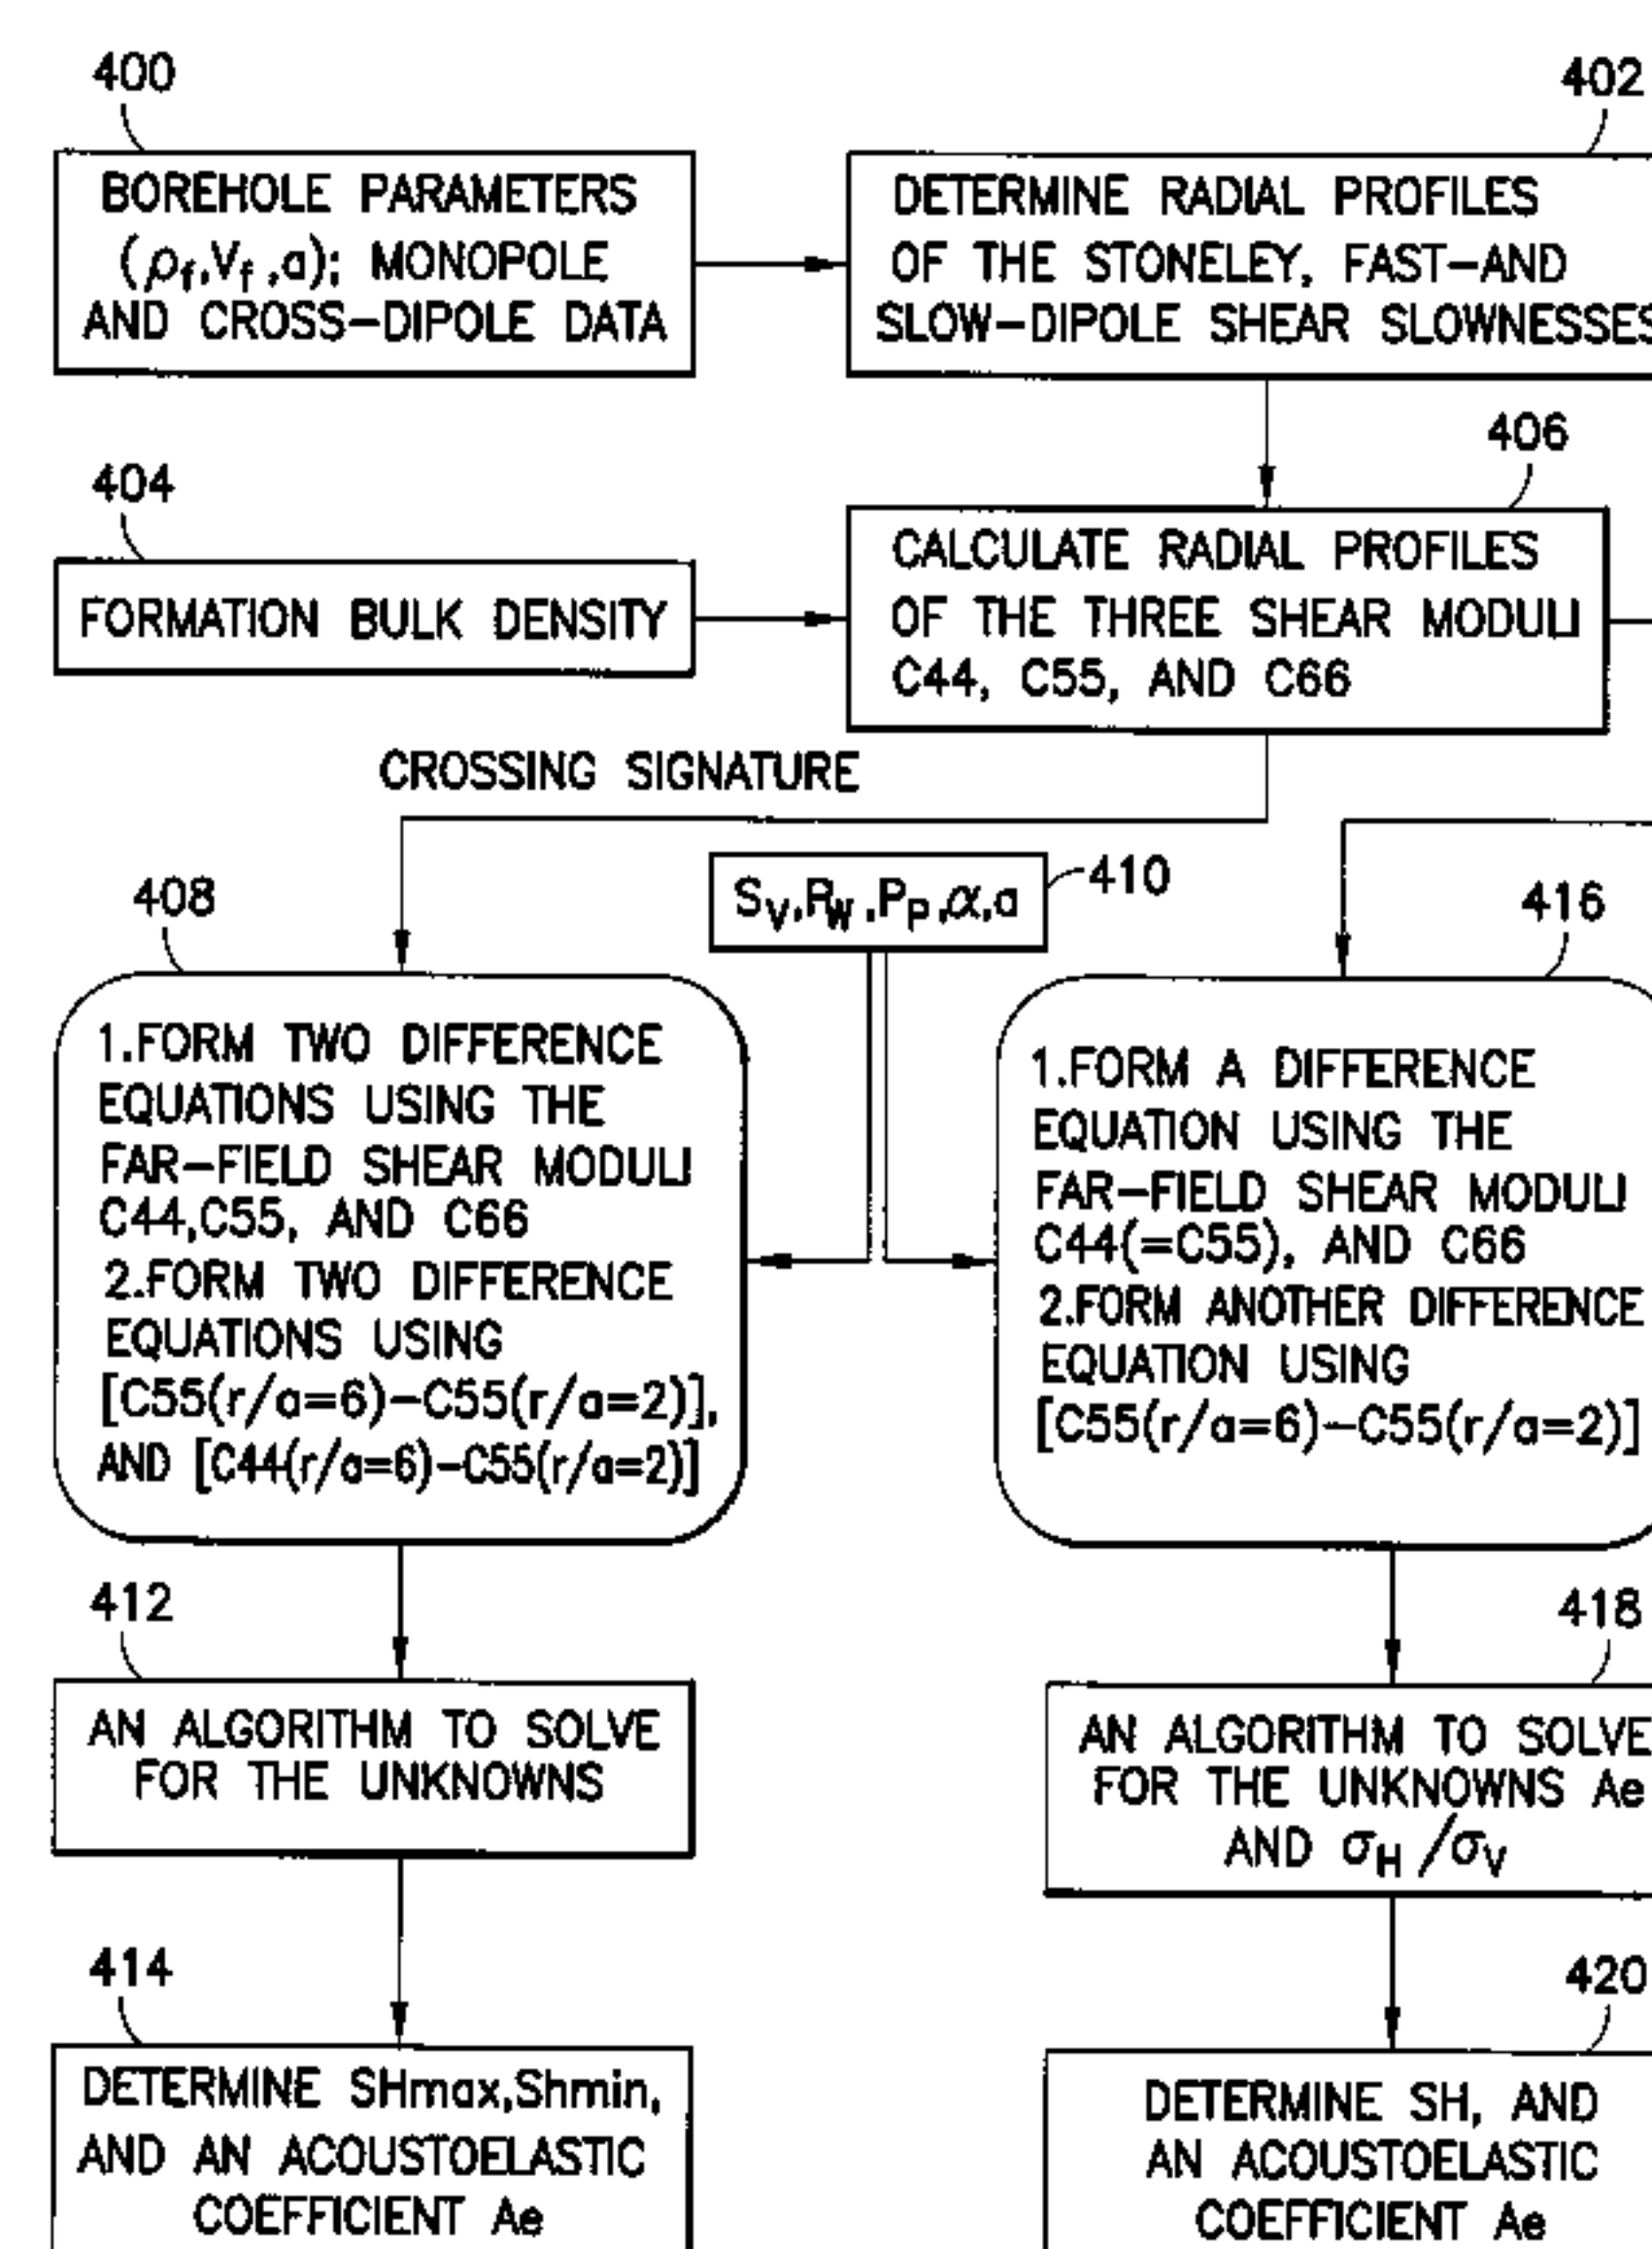 400
BOREHOLE PARAMETERS
(ρf,Vf,a); MONOPOLE
AND CROSS-DIPOLE DATA
402
DETERMINE RADIAL PROFILES
OF THE STONELEY, FAST-AND
SLOW-DIPOLE SHEAR SLOWNESSES
404
FORMATION BULK DENSITY
406
CALCULATE RADIAL PROFILES
OF THE THREE SHEAR MODULI
C44, C55, AND C66
CROSSING SIGNATURE
408
1.FORM TWO DIFFERENCE
EQUATIONS USING THE
FAR-FIELD SHEAR MODULI
C44,C55, AND C66
2.FORM TWO DIFFERENCE
EQUATIONS USING
[C55(r/a=6)-C55(r/a=2)],
AND [C44(r/a=6)-C55(r/a=2)]
SV,PW,PP,α,a
410
416
1.FORM A DIFFERENCE
EQUATION USING THE
FAR-FIELD SHEAR MODULI
C44(=C55), AND C66
2.FORM ANOTHER DIFFERENCE
EQUATION USING
[C55(r/a=6)-C55(r/a=2)]
412
AN ALGORITHM TO SOLVE
FOR THE UNKNOWNS
418
AN ALGORITHM TO SOLVE
FOR THE UNKNOWNS Ae
AND σH/σV
414
DETERMINE SHmax,Shmin,
AND AN ACOUSTOELASTIC
COEFFICIENT Ae
420
DETERMINE SH, AND
AN ACOUSTOELASTIC
COEFFICIENT Ae